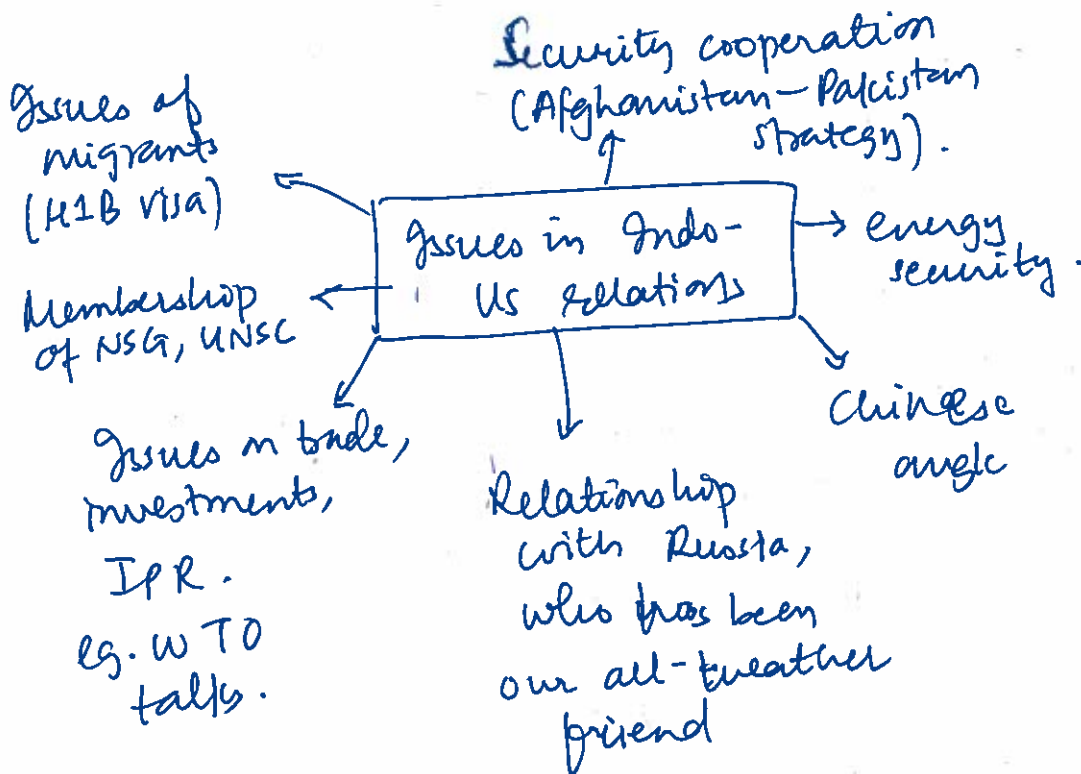 Security cooperation
(Afghanistan-Pakistan
strategy).
Issues of
migrants
(H1B visa)
Issues in Indo-
US relations
energy
security.
Membership
of NSG, UNSC
Chinese
angle
Issues on trade,
investments,
IPR.
eg. WTO
talks.
Relationship
with Russia,
who has been
our all-weather
friend